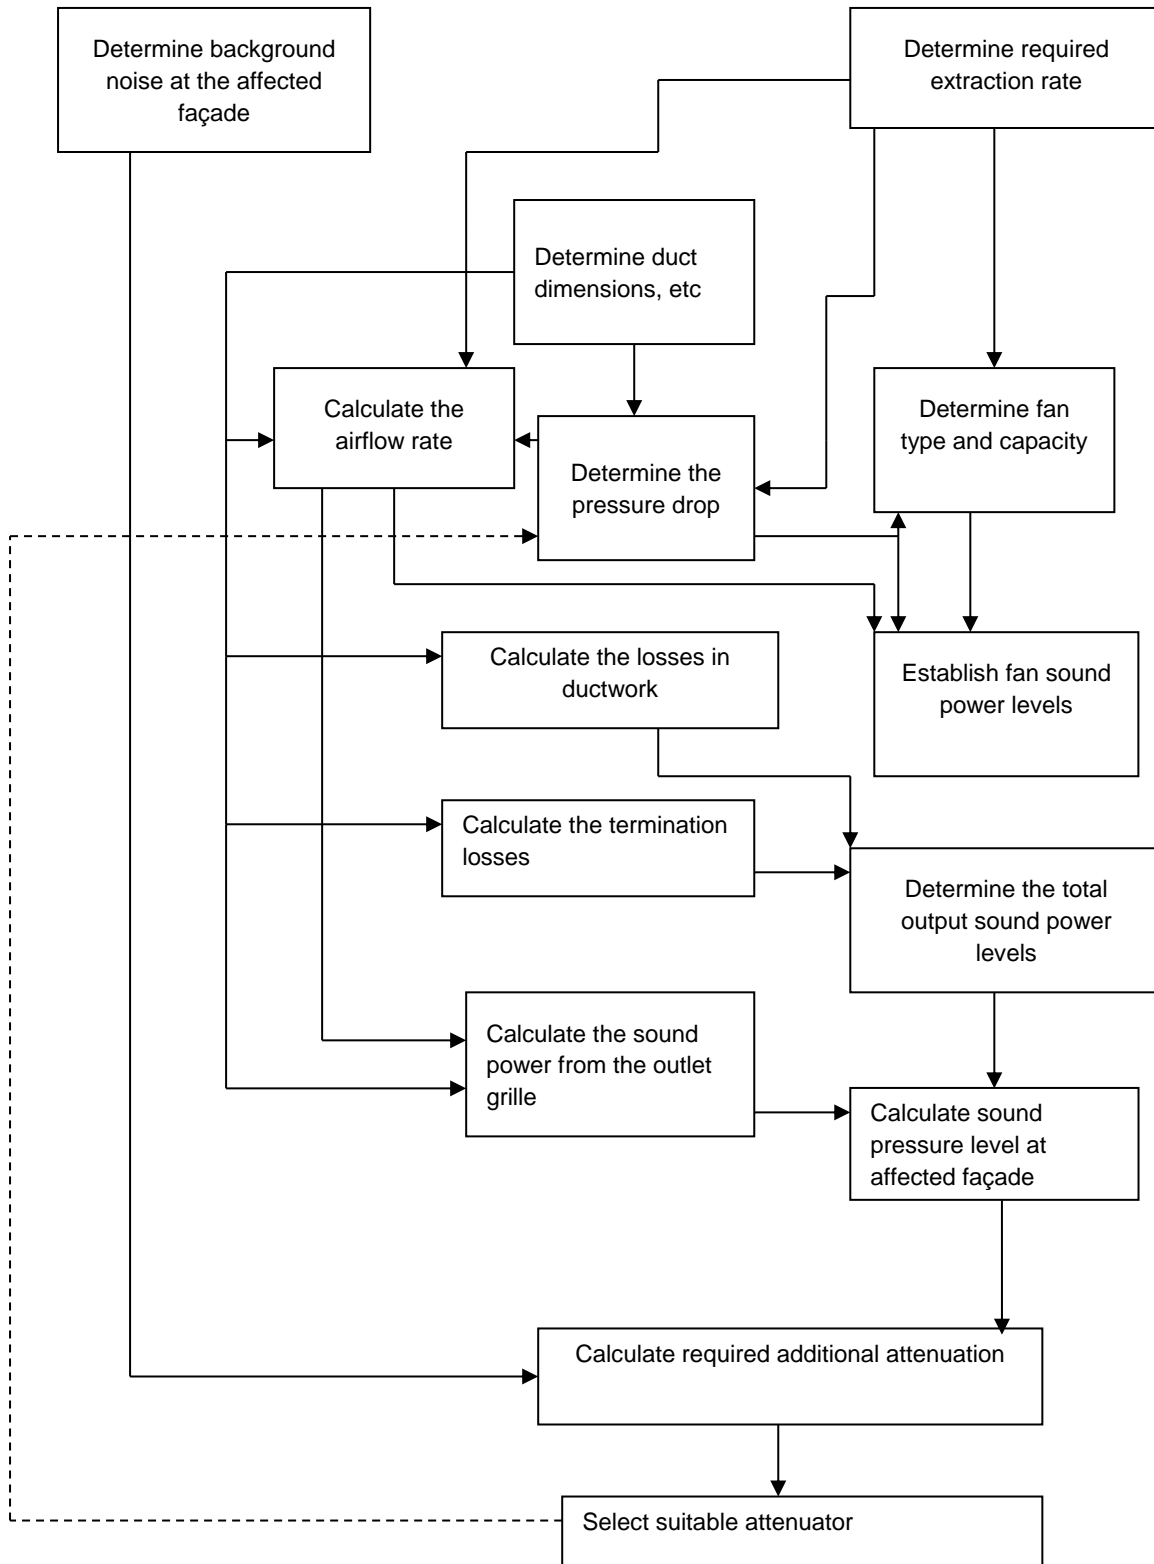 Determine background
noise at the affected
façade
Determine required
extraction rate
Determine duct
dimensions, etc
Calculate the
airflow rate
Determine the
pressure drop
Determine fan
type and capacity
Calculate the losses in
ductwork
Establish fan sound
power levels
Calculate the termination
losses
Determine the total
output sound power
levels
Calculate the sound
power from the outlet
grille
Calculate sound
pressure level at
affected façade
Calculate required additional attenuation
Select suitable attenuator